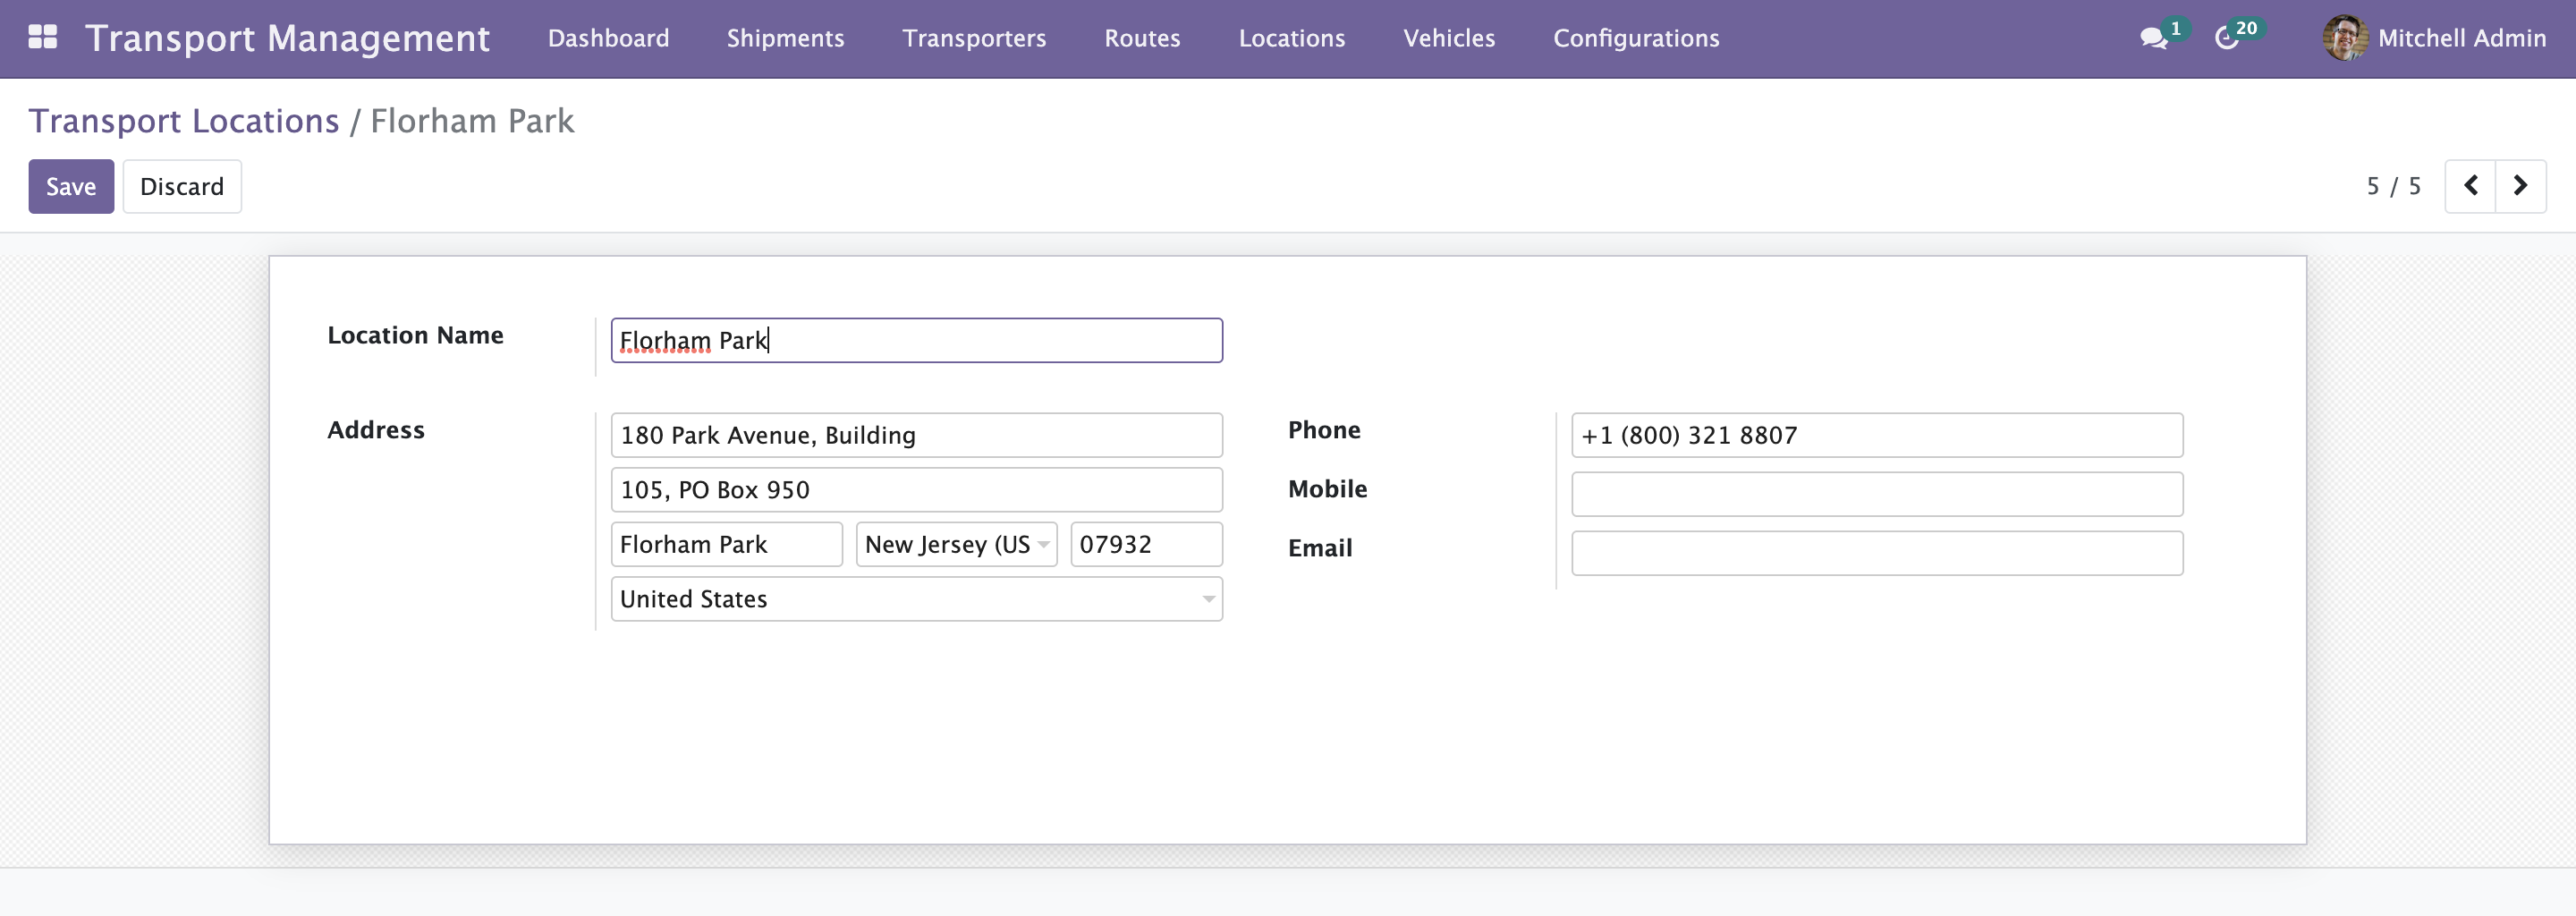 Transport Management Dashboard Shipments Transporters Routes Locations Vehicles Configurations 1 20 Mitchell Admin
Transport Locations / Florham Park
Save Discard 5 / 5
Location Name Florham Park
Address 180 Park Avenue, Building Phone +1 (800) 321 8807
105, PO Box 950 Mobile
Florham Park New Jersey (US 07932 Email
United States